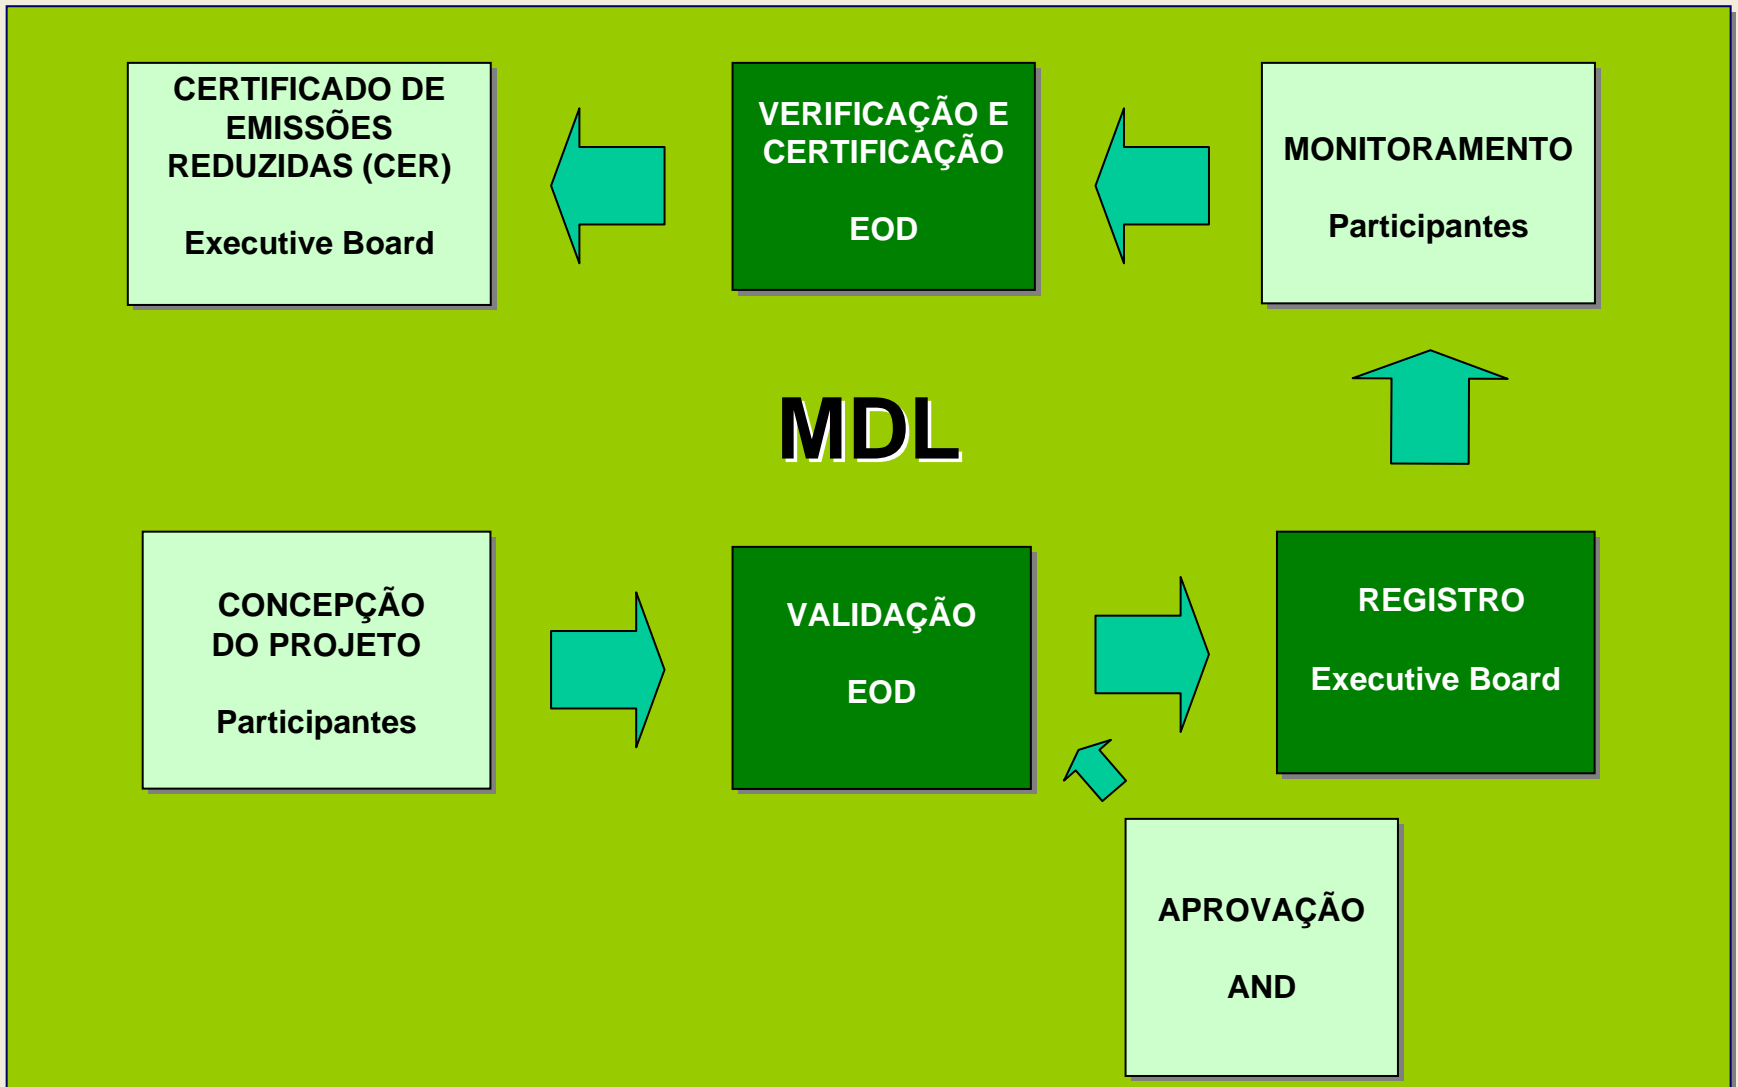 CERTIFICADO DE
EMISSÕES
REDUZIDAS (CER)
Executive Board
VERIFICAÇÃO E
CERTIFICAÇÃO
EOD
MONITORAMENTO
Participantes
MDL
CONCEPÇÃO
DO PROJETO
Participantes
VALIDAÇÃO
EOD
REGISTRO
Executive Board
APROVAÇÃO
AND